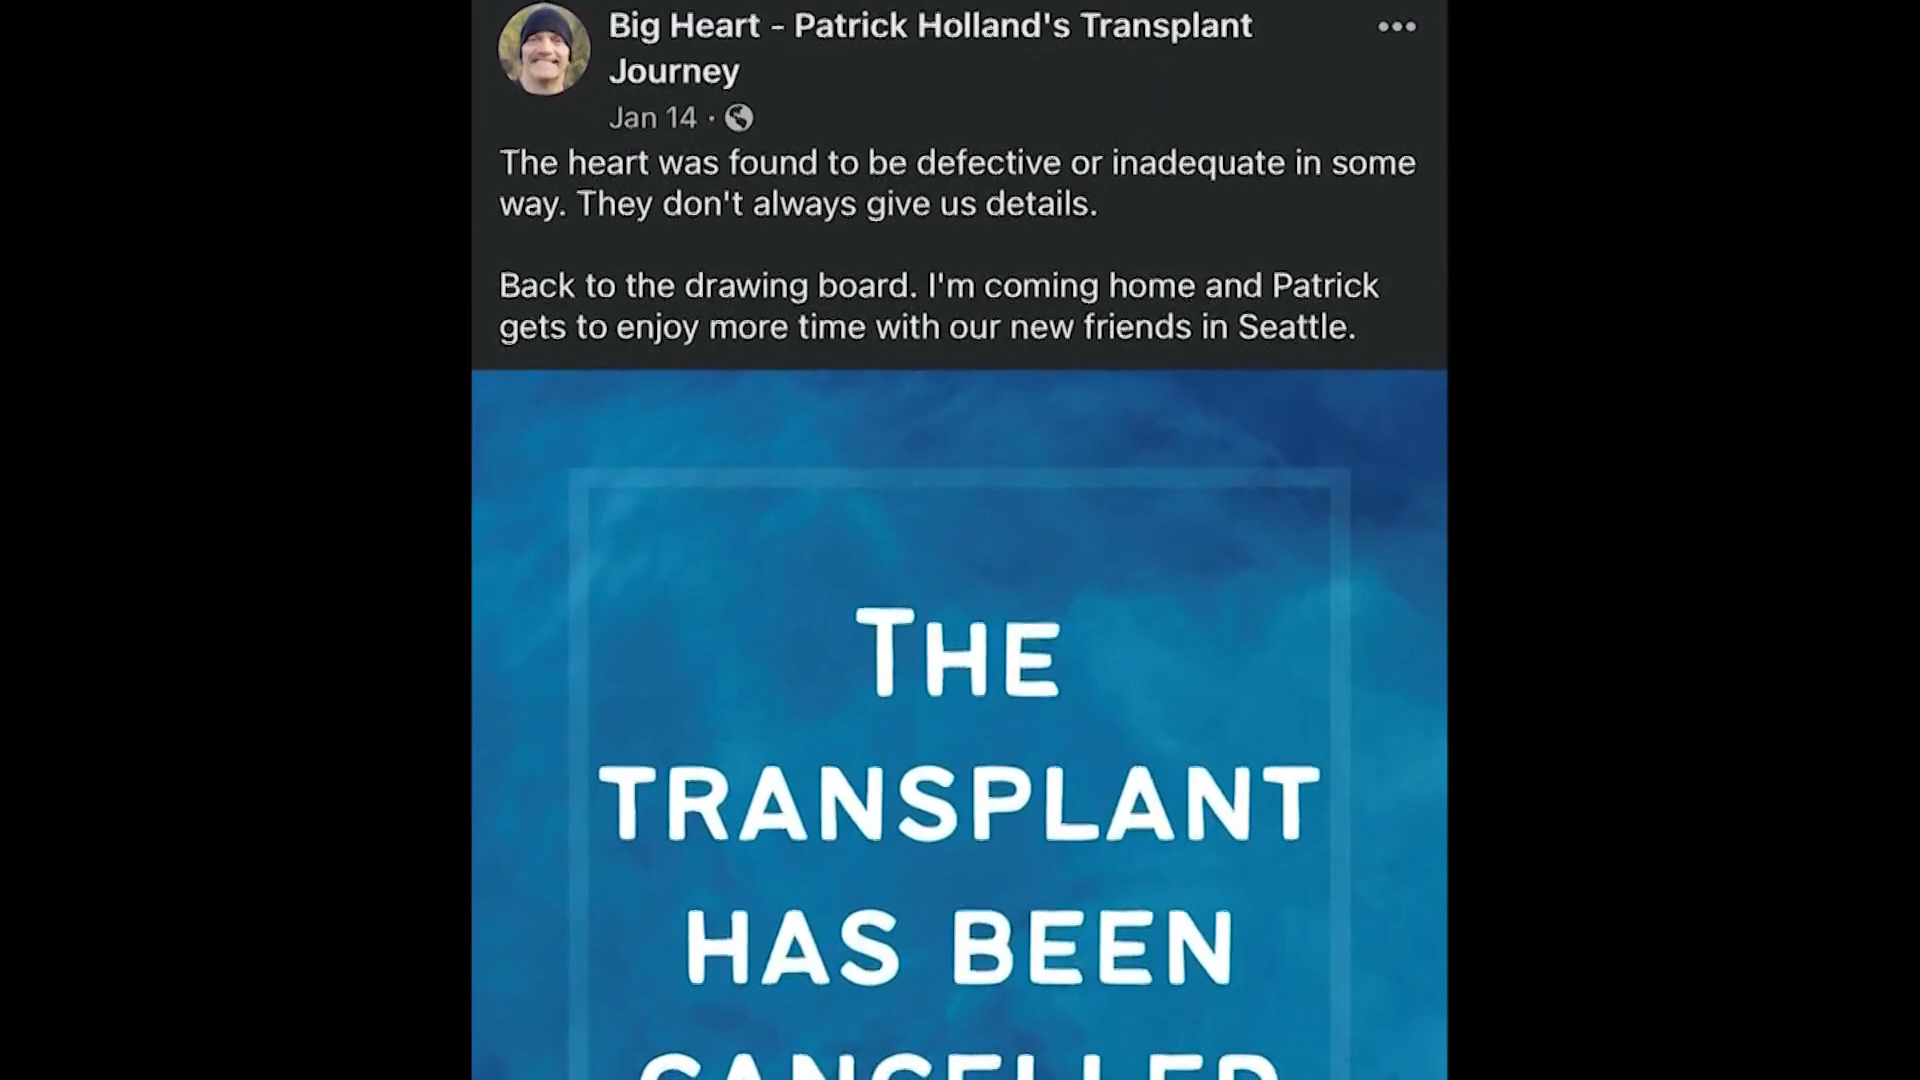 Big Heart - Patrick Holland's Transplant
Journey
Jan 14 ·
The heart was found to be defective or inadequate in some
way. They don't always give us details.
Back to the drawing board. I'm coming home and Patrick
gets to enjoy more time with our new friends in Seattle.
THE
TRANSPLANT
HAS BEEN
CANCELLED